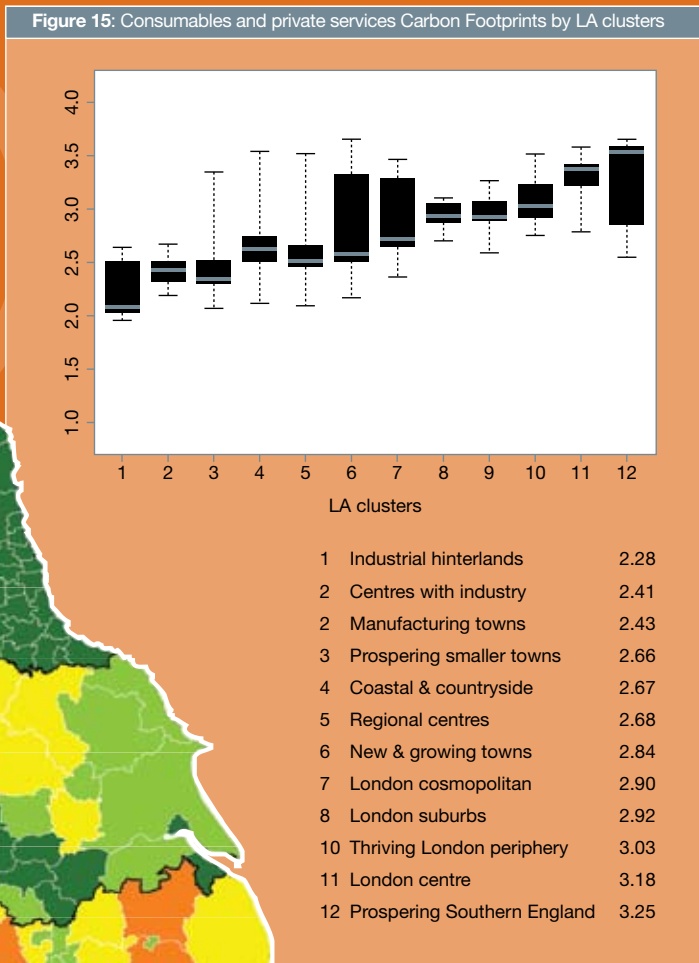 Figure 15: Consumables and private services Carbon Footprints by LA clusters
4.0
3.5
3.0
2.5
2.0
1.5
1.0
1 2 3 4 5 6 7 8 9 10 11 12
LA clusters
1 Industrial hinterlands 2.28
2 Centres with industry 2.41
2 Manufacturing towns 2.43
3 Prospering smaller towns 2.66
4 Coastal & countryside 2.67
5 Regional centres 2.68
6 New & growing towns 2.84
7 London cosmopolitan 2.90
8 London suburbs 2.92
10 Thriving London periphery 3.03
11 London centre 3.18
12 Prospering Southern England 3.25